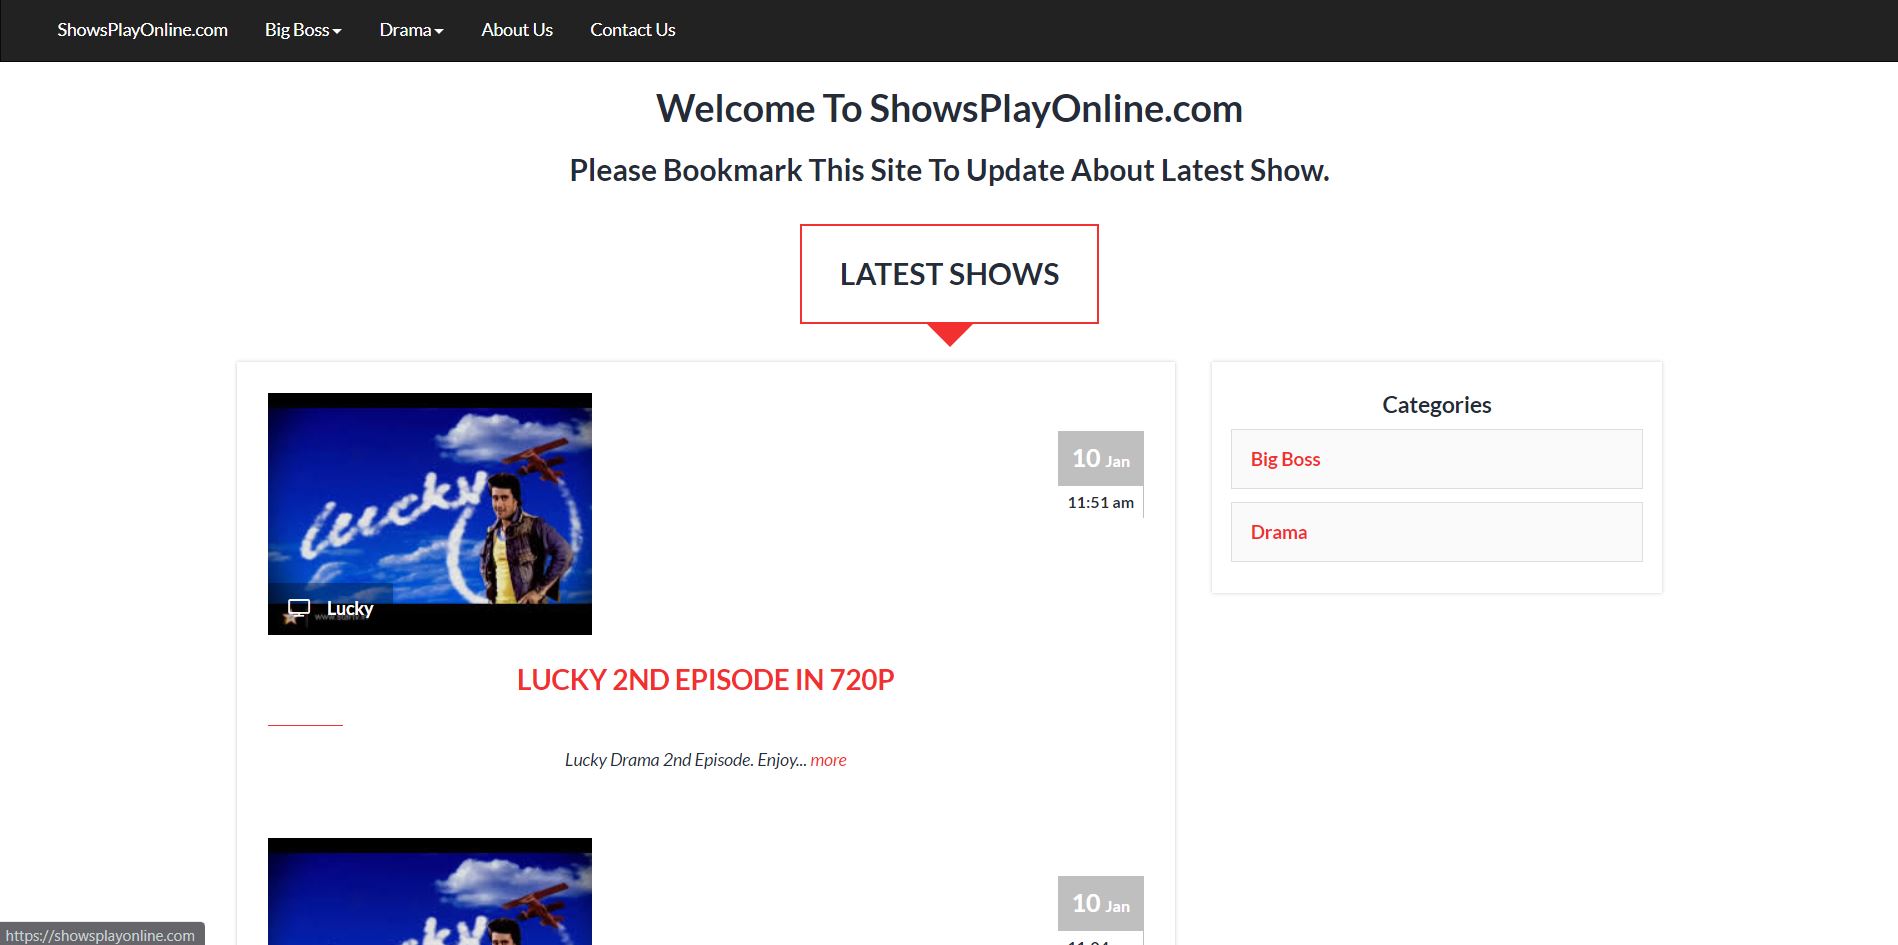 ShowsPlayOnline.com Big Boss Drama About Us Contact Us
Welcome To ShowsPlayOnline.com
Please Bookmark This Site To Update About Latest Show.
LATEST SHOWS
lucky
Lucky
10 Jan
11:51 am
LUCKY 2ND EPISODE IN 720P
Lucky Drama 2nd Episode. Enjoy... more
lucky
10 Jan
Categories
Big Boss
Drama
https://showsplayonline.com